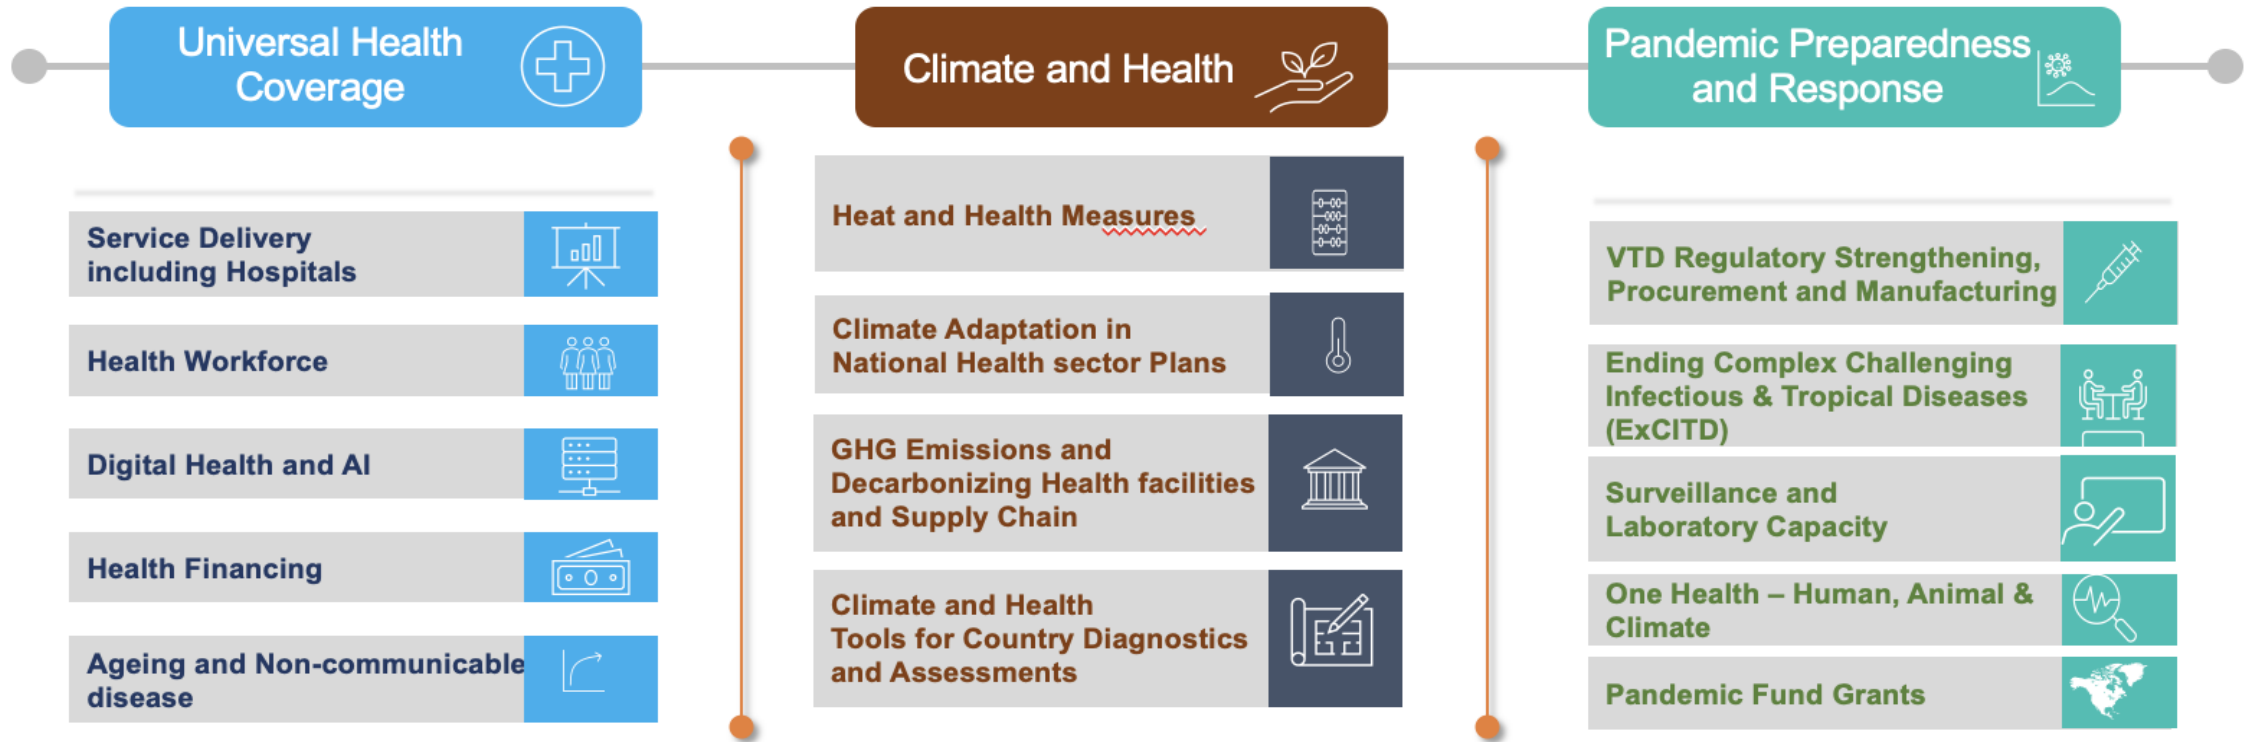 Universal Health
Coverage
Service Delivery
including Hospitals
Health Workforce
Digital Health and AI
Health Financing
Ageing and Non-communicable
disease
Climate and Health
Heat and Health Measures
Climate Adaptation in
National Health sector Plans
GHG Emissions and
Decarbonizing Health facilities
and Supply Chain
Climate and Health
Tools for Country Diagnostics
and Assessments
Pandemic Preparedness
and Response
VTD Regulatory Strengthening,
Procurement and Manufacturing
Ending Complex Challenging
Infectious & Tropical Diseases
(ExCITD)
Surveillance and
Laboratory Capacity
One Health – Human, Animal &
Climate
Pandemic Fund Grants